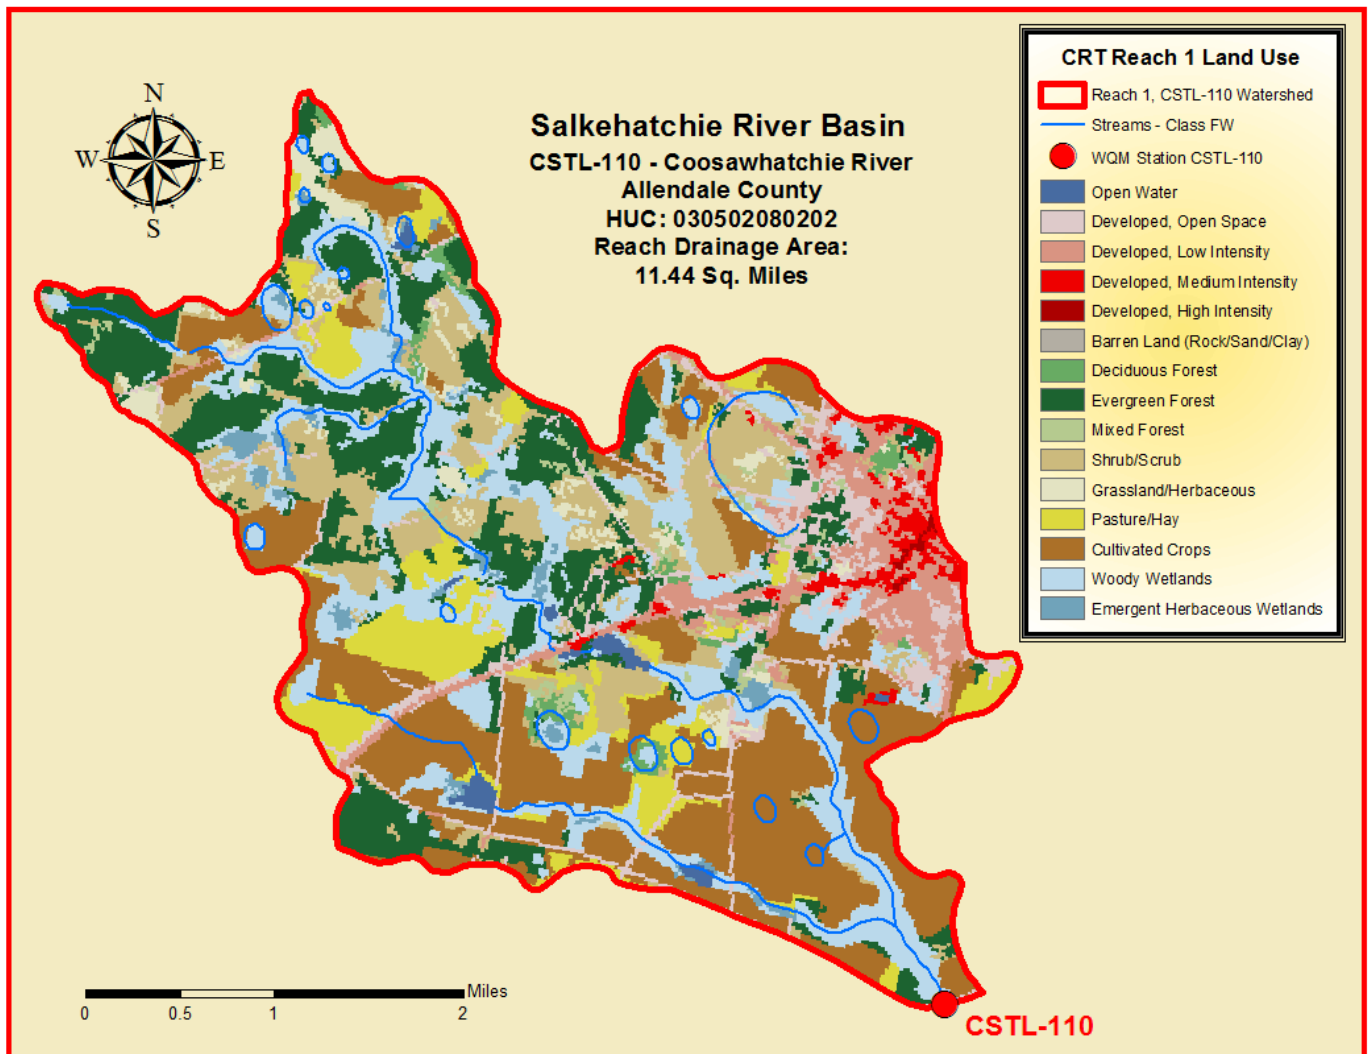 N
W
E
S
Salkehatchie River Basin
CSTL-110 - Coosawhatchie River
Allendale County
HUC: 030502080202
Reach Drainage Area:
11.44 Sq. Miles
CRT Reach 1 Land Use
Reach 1, CSTL-110 Watershed
Streams - Class FW
WQM Station CSTL-110
Open Water
Developed, Open Space
Developed, Low Intensity
Developed, Medium Intensity
Developed, High Intensity
Barren Land (Rock/Sand/Clay)
Deciduous Forest
Evergreen Forest
Mixed Forest
Shrub/Scrub
Grassland/Herbaceous
Pasture/Hay
Cultivated Crops
Woody Wetlands
Emergent Herbaceous Wetlands
Miles
0 0.5 1 2
CSTL-110